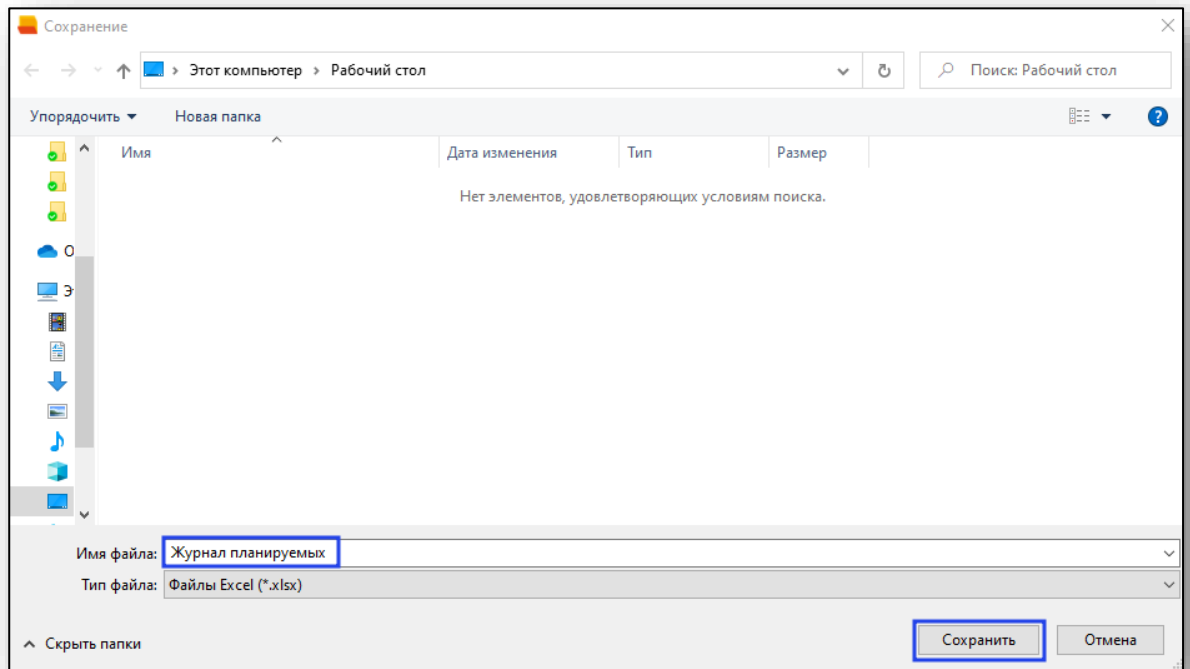 Сохранение
Этот компьютер › Рабочий стол
Поиск: Рабочий стол
Упорядочить
Новая папка
?
Имя
Дата изменения
Тип
Размер
Нет элементов, удовлетворяющих условиям поиска.
О
Э
Имя файла: Журнал планируемых
Тип файла: Файлы Excel (*.xlsx)
Скрыть папки
Сохранить
Отмена